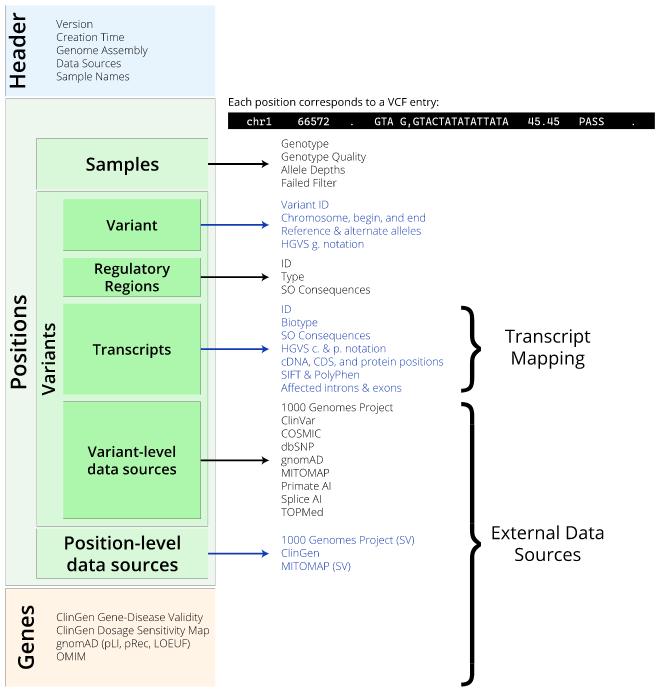 Header
Version
Creation Time
Genome Assembly
Data Sources
Sample Names
Each position corresponds to a VCF entry:
chr1 66572 . GTA G,GTACTATATATTATA 45.45 PASS .
Positions
Samples
Genotype
Genotype Quality
Allele Depths
Failed Filter
Variants
Variant
Variant ID
Chromosome, begin, and end
Reference & alternate alleles
HGVS g. notation
Regulatory
Regions
ID
Type
SO Consequences
Transcripts
ID
Biotype
SO Consequences
HGVS c. & p. notation
cDNA, CDS, and protein positions
SIFT & PolyPhen
Affected introns & exons
Transcript
Mapping
Variant-level
data sources
1000 Genomes Project
ClinVar
COSMIC
dbSNP
gnomAD
MITOMAP
Primate AI
Splice AI
TOPMed
Position-level
data sources
1000 Genomes Project (SV)
ClinGen
MITOMAP (SV)
External Data
Sources
Genes
ClinGen Gene-Disease Validity
ClinGen Dosage Sensitivity Map
gnomAD (pLI, pRec, LOEUF)
OMIM